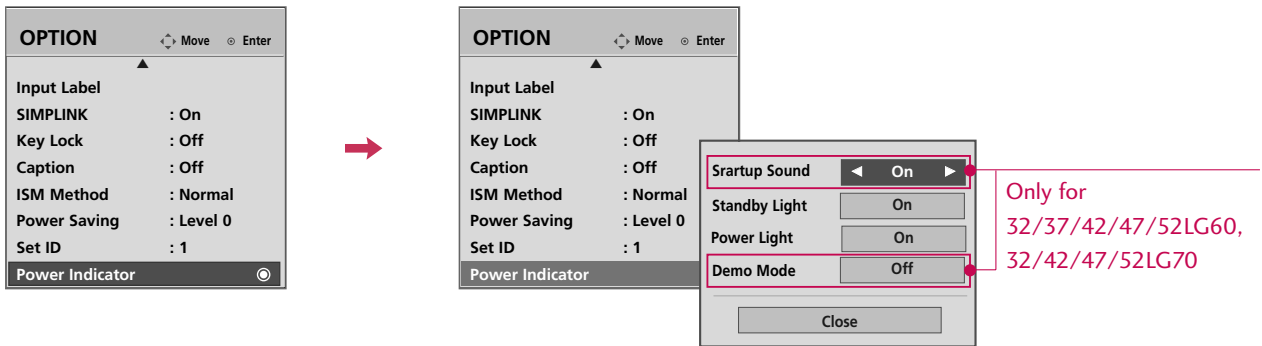 OPTION Move Enter
Input Label
SIMPLINK : On
Key Lock : Off
Caption : Off
ISM Method : Normal
Power Saving : Level 0
Set ID : 1
Power Indicator
OPTION Move Enter
Input Label
SIMPLINK : On
Key Lock : Off
Caption : Off
ISM Method : Normal
Power Saving : Level 0
Set ID : 1
Power Indicator
Srartup Sound On
Standby Light On
Power Light On
Demo Mode Off
Close
Only for
32/37/42/47/52LG60,
32/42/47/52LG70